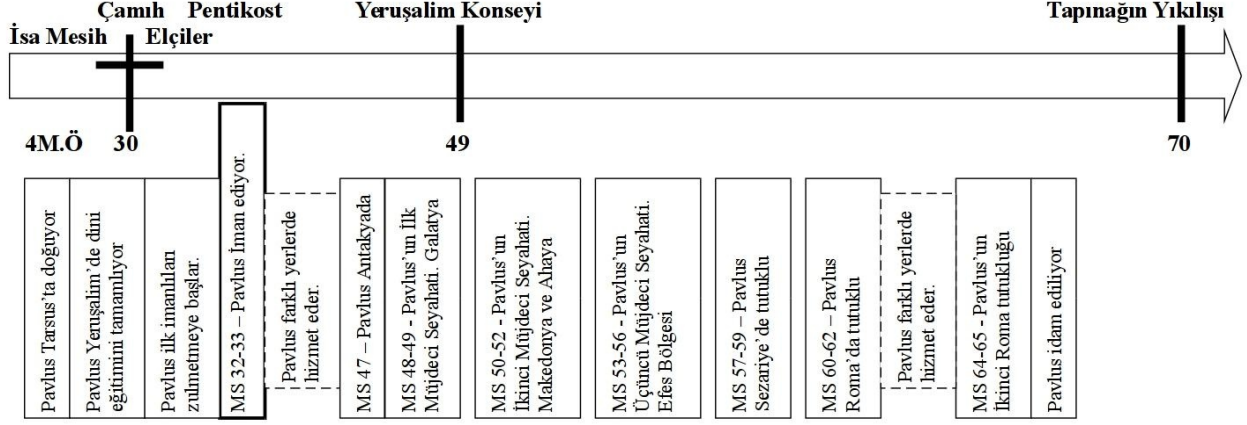 Çamıh Pentikost Yeruşalim Konseyi Tapınağın Yıkılışı
İsa Mesih Elçiler
4M.Ö 30 49 70
Pavlus Tarsus'ta doğuyor
Pavlus Yeruşalim'de dini
eğitimini tamamlıyor
Pavlus ilk imanlıları
zulmetmeye başlar.
MS 32-33 – Pavlus İman ediyor.
Pavlus farklı yerlerde
hizmet eder.
MS 47 – Pavlus Antakyada
MS 48-49 - Pavlus'un İlk
Müjdeci Seyahati. Galatya
MS 50-52 - Pavlus'un
İkinci Müjdeci Seyahati.
Makedonya ve Ahaya
MS 53-56 - Pavlus'un
Üçüncü Müjdeci Seyahati.
Efes Bölgesi
MS 57-59 – Pavlus
Sezariye'de tutuklu
MS 60-62 – Pavlus
Roma'da tutuklu
Pavlus farklı yerlerde
hizmet eder.
MS 64-65 - Pavlus'un
İkinci Roma tutukluğu
Pavlus idam ediliyor